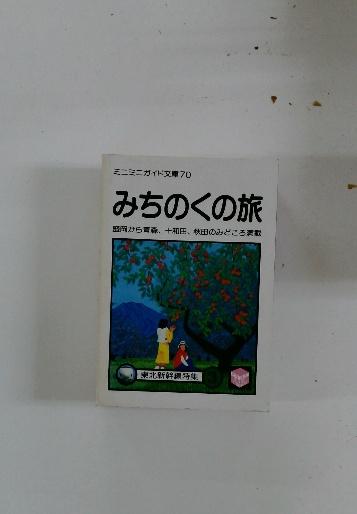 ミニミニガイド文庫70
みちのくの旅
盛岡から青森、十和田、秋田のみどころ満載
東北新幹線特集